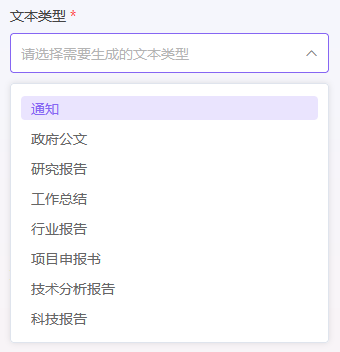 文本类型 *
请选择需要生成的文本类型
通知
政府公文
研究报告
工作总结
行业报告
项目申报书
技术分析报告
科技报告